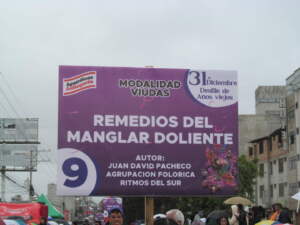 MODALIDAD
VIUDAS
31 Diciembre
Desfile de
Anos viejos
REMEDIOS DEL
MANGLAR DOLIENTE
9
AUTOR:
JUAN DAVID PACHECO
AGRUPACION FOLORICA
RITMOS DEL SUR